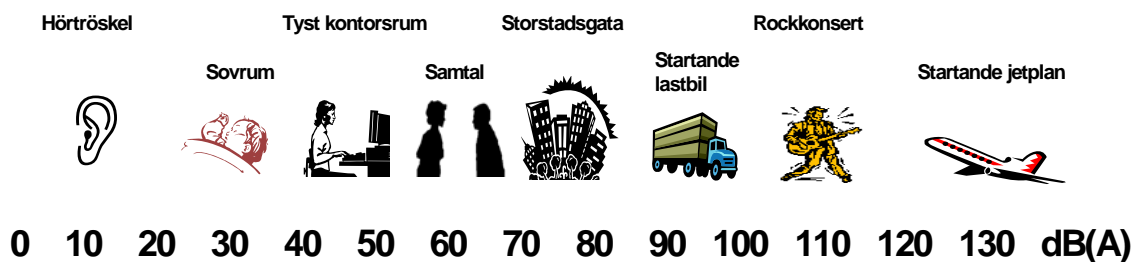 Hörtröskel Tyst kontorsrum Storstadsgata Rockkonsert
Sovrum Samtal Startande lastbil Startande jetplan
0 10 20 30 40 50 60 70 80 90 100 110 120 130 dB(A)